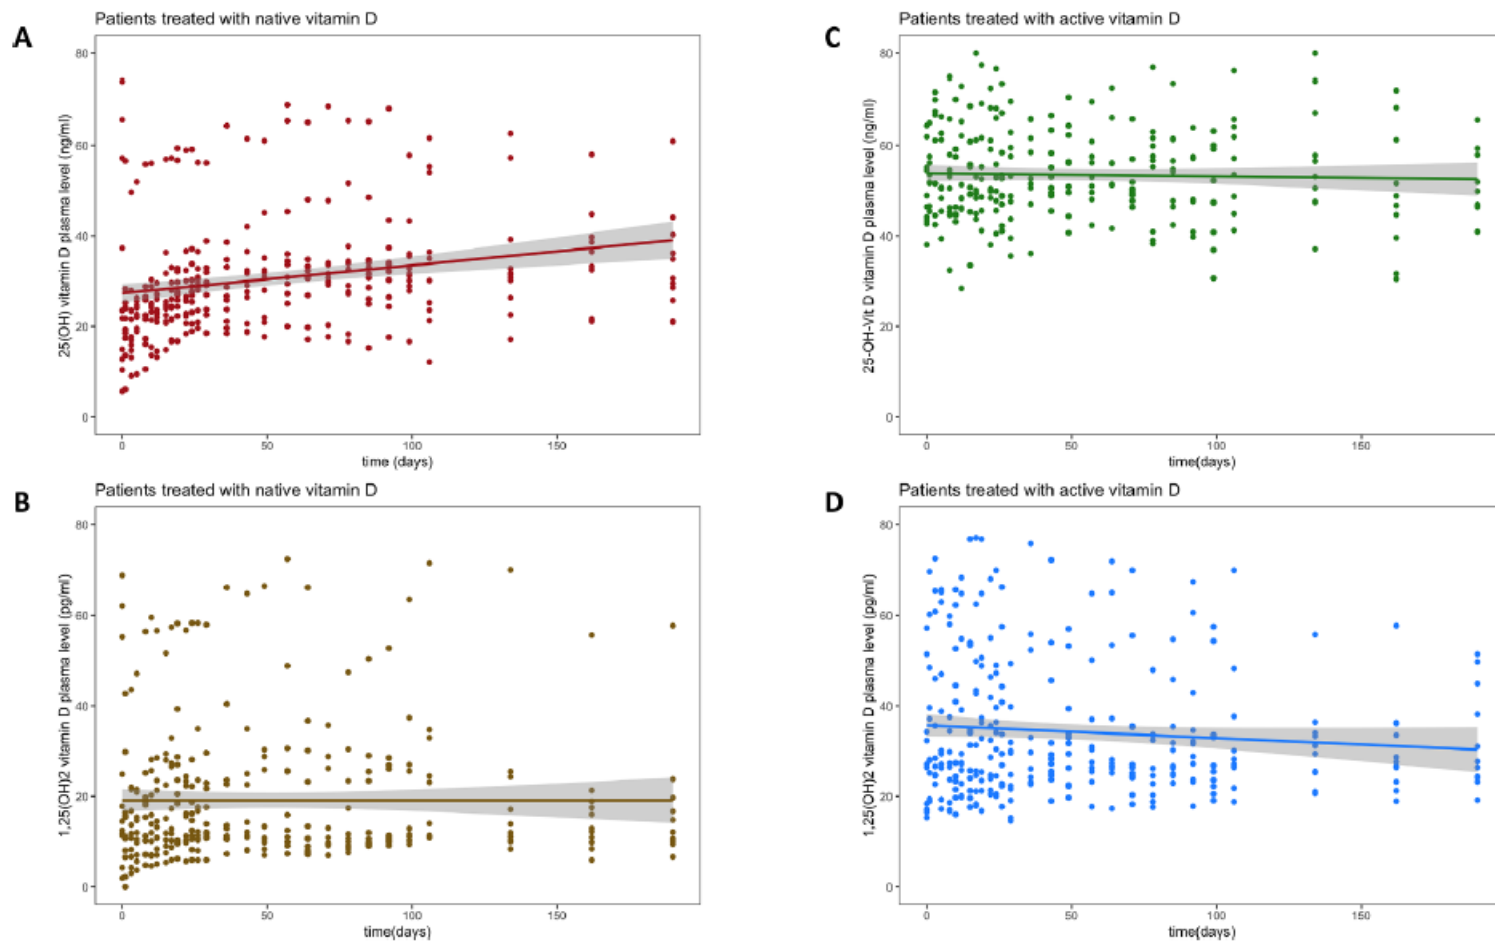 A
Patients treated with native vitamin D
25(OH) vitamin D plasma level (ng/ml)
80
60
40
20
0
0 50 100 150
time (days)
C
Patients treated with active vitamin D
25-OH-Vit D vitamin D plasma level (ng/ml)
80
60
40
20
0
0 50 100 150
time(days)
B
Patients treated with native vitamin D
1,25(OH)2 vitamin D plasma level (pg/ml)
80
60
40
20
0
0 50 100 150
time(days)
D
Patients treated with active vitamin D
1,25(OH)2 vitamin D plasma level (pg/ml)
80
60
40
20
0
0 50 100 150
time(days)